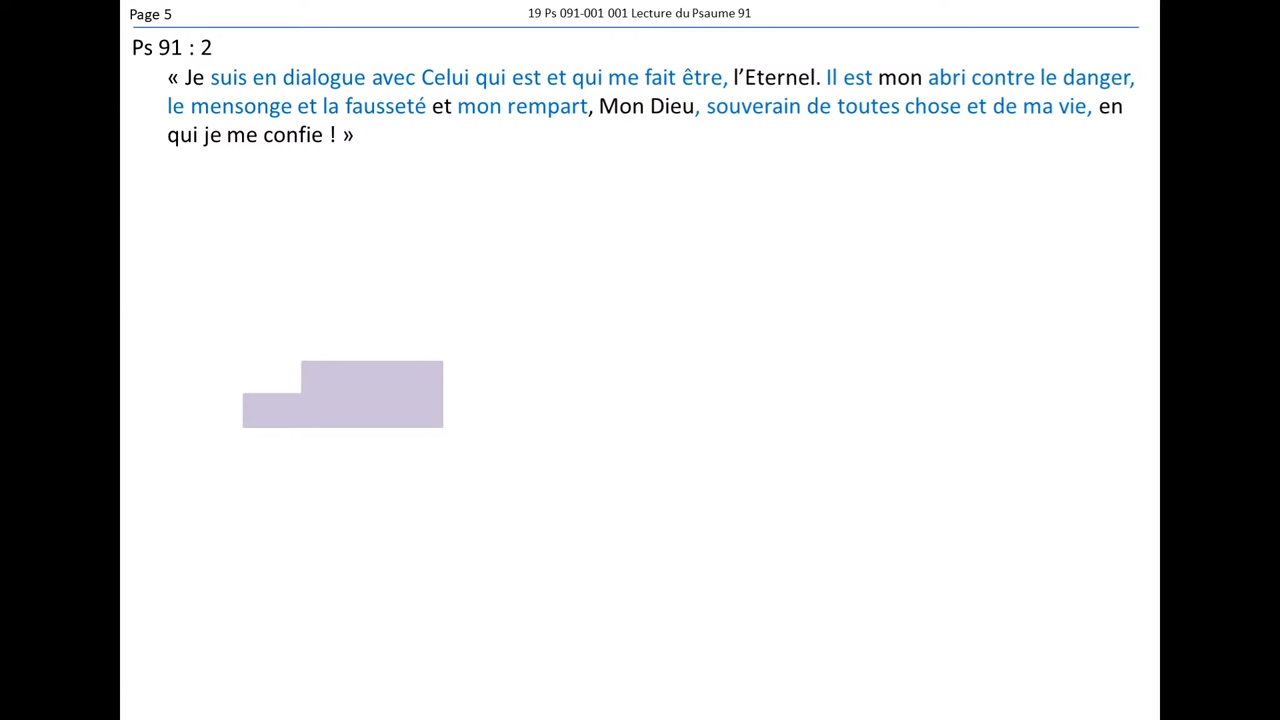 Page 5
19 Ps 091-001 001 Lecture du Psaume 91
Ps 91 : 2
« Je suis en dialogue avec Celui qui est et qui me fait être, l’Eternel. Il est mon abri contre le danger,
le mensonge et la fausseté et mon rempart, Mon Dieu, souverain de toutes chose et de ma vie, en
qui je me confie ! »